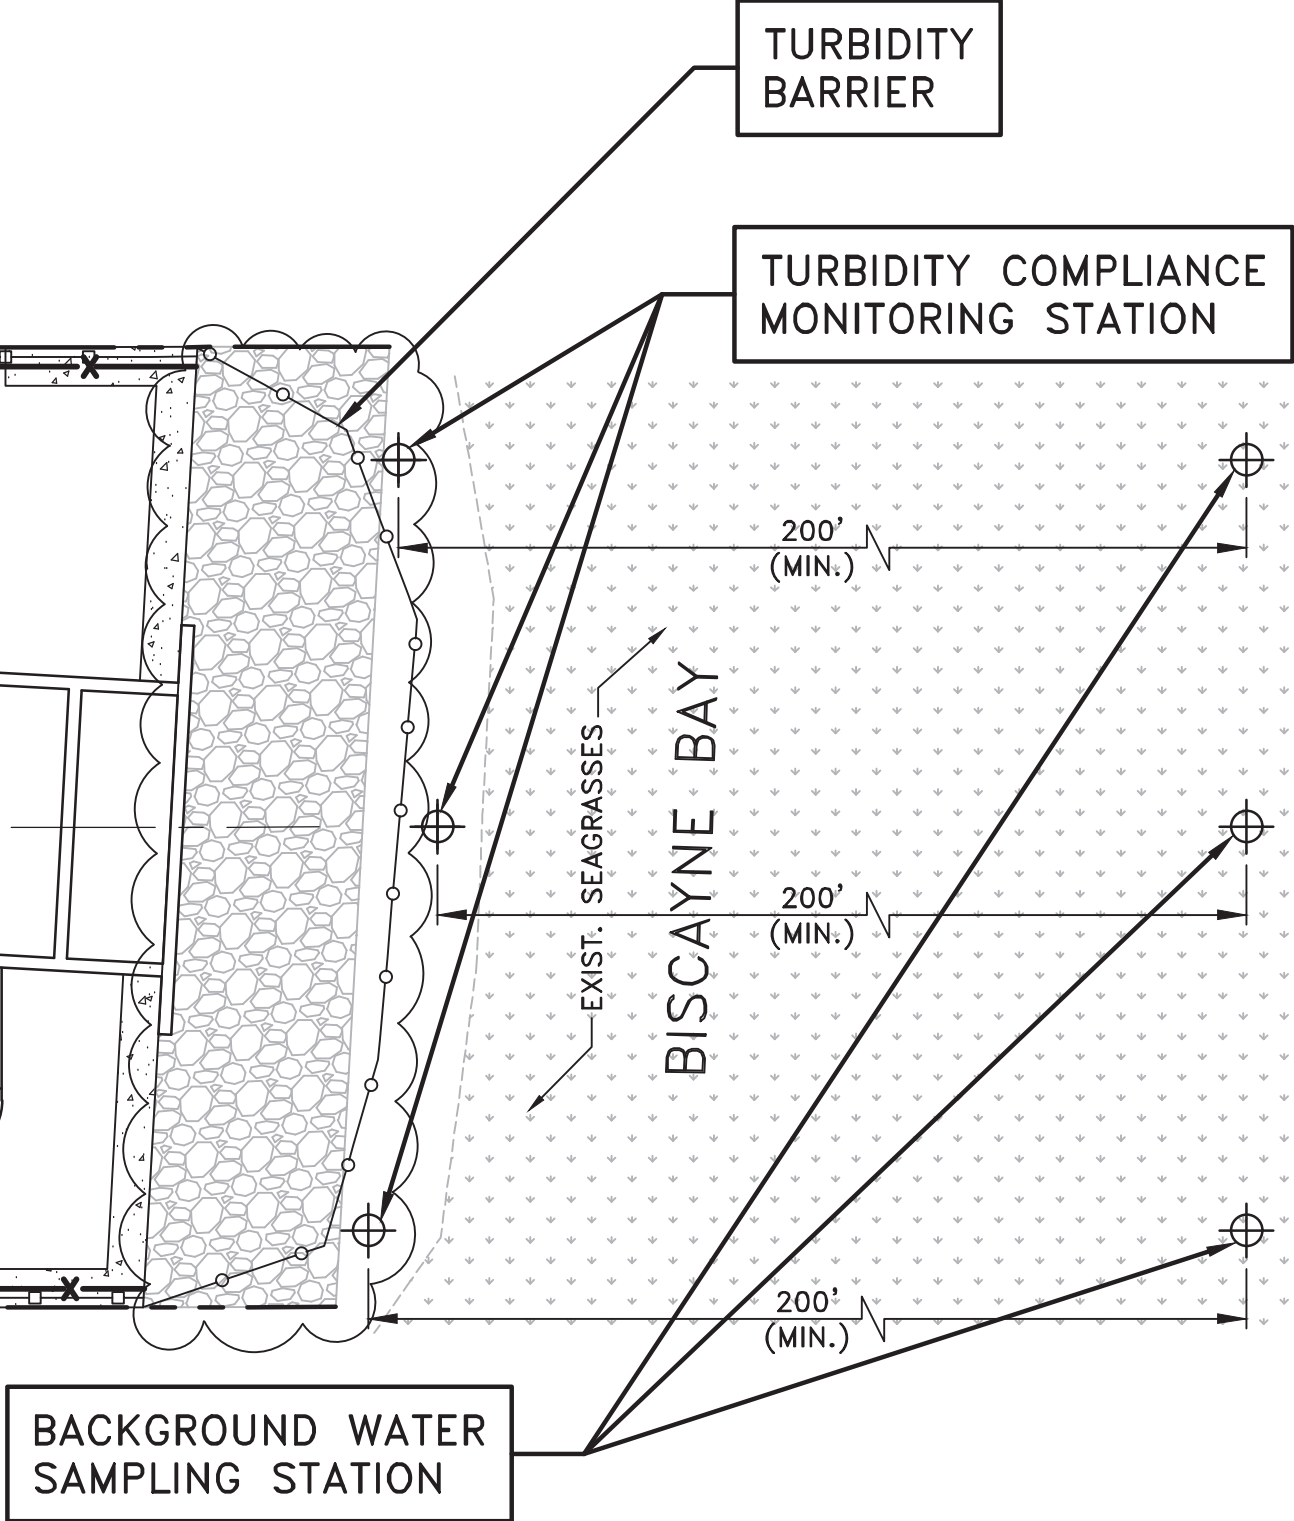 TURBIDITY
BARRIER
TURBIDITY COMPLIANCE
MONITORING STATION
200'
(MIN.)
EXIST. SEAGRASSES
BISCAYNE BAY
200'
(MIN.)
200'
(MIN.)
BACKGROUND WATER
SAMPLING STATION